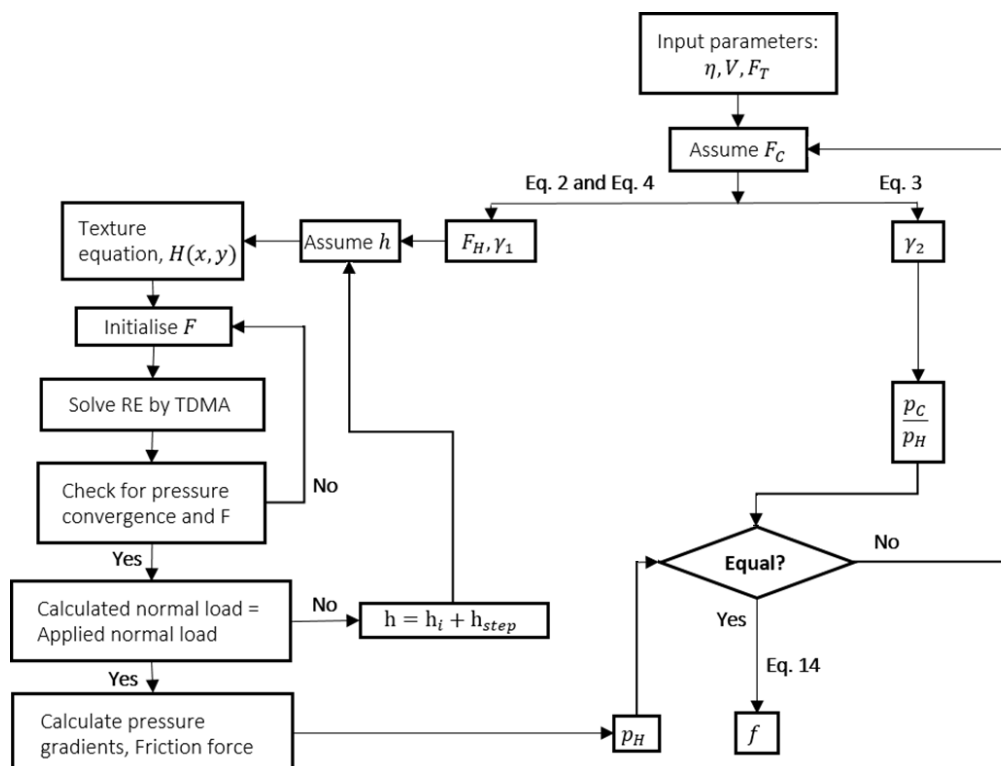 Input parameters:
η, V, F_T
Assume F_C
Eq. 2 and Eq. 4
Eq. 3
Texture
equation, H(x, y)
Assume h
F_H, γ_1
γ_2
Initialise F
Solve RE by TDMA
p_C
p_H
Check for pressure
convergence and F
No
Yes
Equal?
No
Calculated normal load =
Applied normal load
No
h = h_i + h_step
Yes
Yes
Eq. 14
Calculate pressure
gradients, Friction force
p_H
f